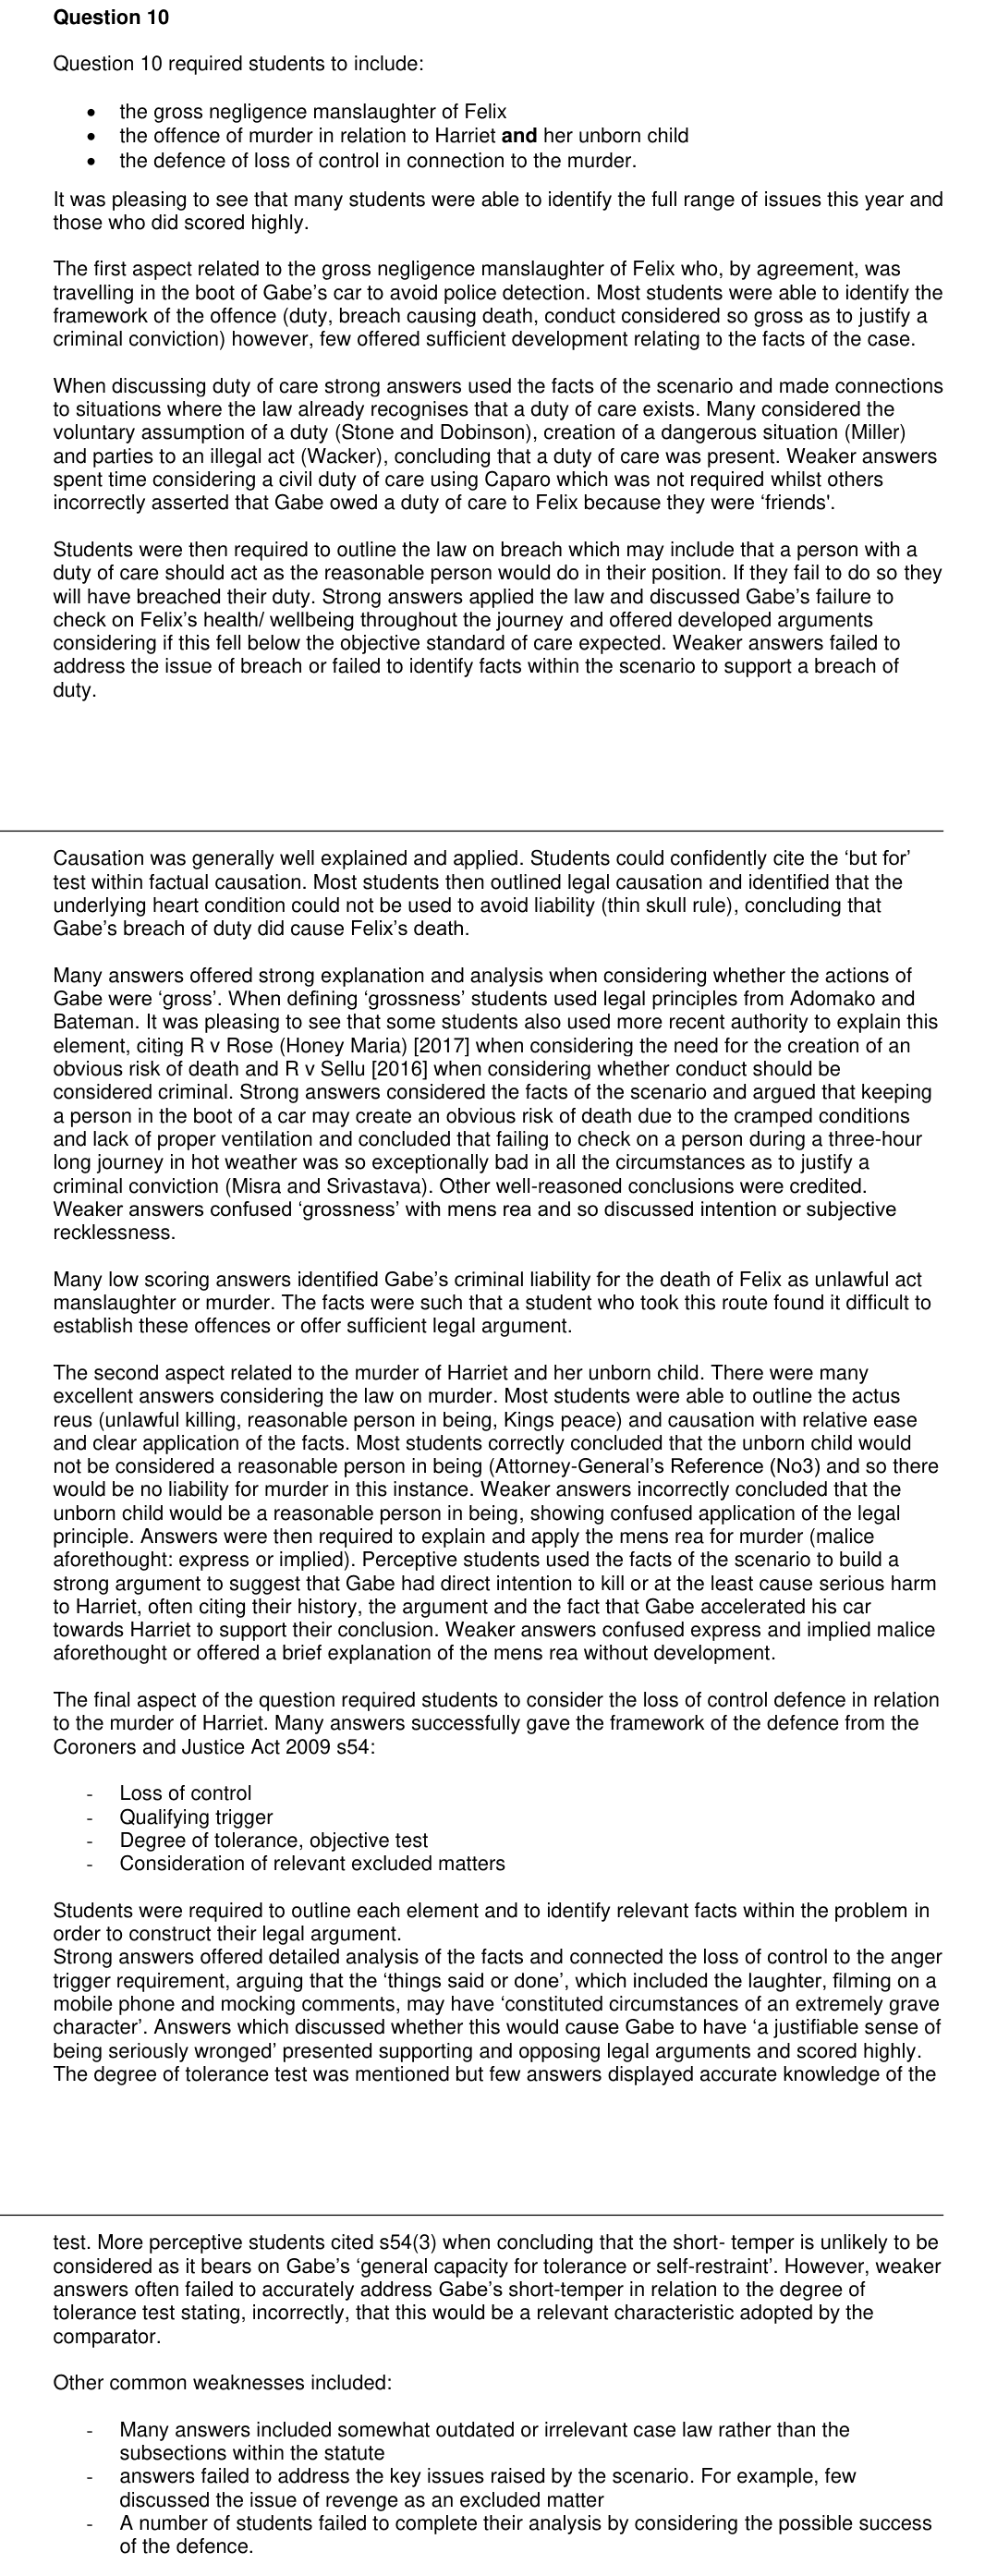 Question 10
Question 10 required students to include:
• the gross negligence manslaughter of Felix
• the offence of murder in relation to Harriet and her unborn child
• the defence of loss of control in connection to the murder.
It was pleasing to see that many students were able to identify the full range of issues this year and
those who did scored highly.
The first aspect related to the gross negligence manslaughter of Felix who, by agreement, was
travelling in the boot of Gabe’s car to avoid police detection. Most students were able to identify the
framework of the offence (duty, breach causing death, conduct considered so gross as to justify a
criminal conviction) however, few offered sufficient development relating to the facts of the case.
When discussing duty of care strong answers used the facts of the scenario and made connections
to situations where the law already recognises that a duty of care exists. Many considered the
voluntary assumption of a duty (Stone and Dobinson), creation of a dangerous situation (Miller)
and parties to an illegal act (Wacker), concluding that a duty of care was present. Weaker answers
spent time considering a civil duty of care using Caparo which was not required whilst others
incorrectly asserted that Gabe owed a duty of care to Felix because they were ‘friends'.
Students were then required to outline the law on breach which may include that a person with a
duty of care should act as the reasonable person would do in their position. If they fail to do so they
will have breached their duty. Strong answers applied the law and discussed Gabe’s failure to
check on Felix’s health/ wellbeing throughout the journey and offered developed arguments
considering if this fell below the objective standard of care expected. Weaker answers failed to
address the issue of breach or failed to identify facts within the scenario to support a breach of
duty.
Causation was generally well explained and applied. Students could confidently cite the ‘but for’
test within factual causation. Most students then outlined legal causation and identified that the
underlying heart condition could not be used to avoid liability (thin skull rule), concluding that
Gabe’s breach of duty did cause Felix’s death.
Many answers offered strong explanation and analysis when considering whether the actions of
Gabe were ‘gross’. When defining ‘grossness’ students used legal principles from Adomako and
Bateman. It was pleasing to see that some students also used more recent authority to explain this
element, citing R v Rose (Honey Maria) [2017] when considering the need for the creation of an
obvious risk of death and R v Sellu [2016] when considering whether conduct should be
considered criminal. Strong answers considered the facts of the scenario and argued that keeping
a person in the boot of a car may create an obvious risk of death due to the cramped conditions
and lack of proper ventilation and concluded that failing to check on a person during a three-hour
long journey in hot weather was so exceptionally bad in all the circumstances as to justify a
criminal conviction (Misra and Srivastava). Other well-reasoned conclusions were credited.
Weaker answers confused ‘grossness’ with mens rea and so discussed intention or subjective
recklessness.
Many low scoring answers identified Gabe’s criminal liability for the death of Felix as unlawful act
manslaughter or murder. The facts were such that a student who took this route found it difficult to
establish these offences or offer sufficient legal argument.
The second aspect related to the murder of Harriet and her unborn child. There were many
excellent answers considering the law on murder. Most students were able to outline the actus
reus (unlawful killing, reasonable person in being, Kings peace) and causation with relative ease
and clear application of the facts. Most students correctly concluded that the unborn child would
not be considered a reasonable person in being (Attorney-General’s Reference (No3) and so there
would be no liability for murder in this instance. Weaker answers incorrectly concluded that the
unborn child would be a reasonable person in being, showing confused application of the legal
principle. Answers were then required to explain and apply the mens rea for murder (malice
aforethought: express or implied). Perceptive students used the facts of the scenario to build a
strong argument to suggest that Gabe had direct intention to kill or at the least cause serious harm
to Harriet, often citing their history, the argument and the fact that Gabe accelerated his car
towards Harriet to support their conclusion. Weaker answers confused express and implied malice
aforethought or offered a brief explanation of the mens rea without development.
The final aspect of the question required students to consider the loss of control defence in relation
to the murder of Harriet. Many answers successfully gave the framework of the defence from the
Coroners and Justice Act 2009 s54:
- Loss of control
- Qualifying trigger
- Degree of tolerance, objective test
- Consideration of relevant excluded matters
Students were required to outline each element and to identify relevant facts within the problem in
order to construct their legal argument.
Strong answers offered detailed analysis of the facts and connected the loss of control to the anger
trigger requirement, arguing that the ‘things said or done’, which included the laughter, filming on a
mobile phone and mocking comments, may have ‘constituted circumstances of an extremely grave
character’. Answers which discussed whether this would cause Gabe to have ‘a justifiable sense of
being seriously wronged’ presented supporting and opposing legal arguments and scored highly.
The degree of tolerance test was mentioned but few answers displayed accurate knowledge of the
test. More perceptive students cited s54(3) when concluding that the short- temper is unlikely to be
considered as it bears on Gabe’s ‘general capacity for tolerance or self-restraint’. However, weaker
answers often failed to accurately address Gabe’s short-temper in relation to the degree of
tolerance test stating, incorrectly, that this would be a relevant characteristic adopted by the
comparator.
Other common weaknesses included:
- Many answers included somewhat outdated or irrelevant case law rather than the
subsections within the statute
- answers failed to address the key issues raised by the scenario. For example, few
discussed the issue of revenge as an excluded matter
- A number of students failed to complete their analysis by considering the possible success
of the defence.